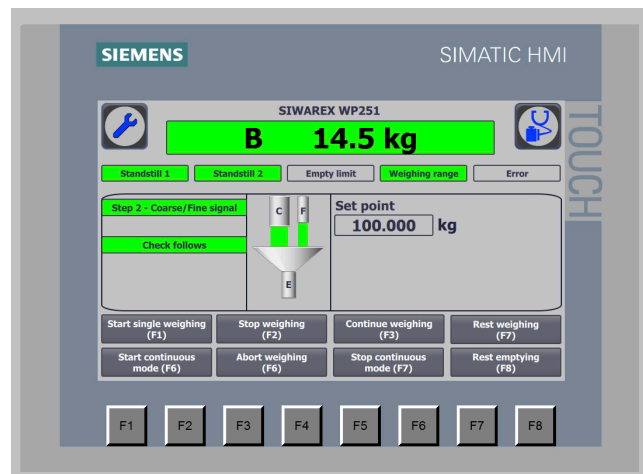 SIEMENS
SIMATIC HMI
TOUCH
SIWAREX WP251
B 14.5 kg
Standstill 1
Standstill 2
Empty limit
Weighing range
Error
Step 2 - Coarse/Fine signal
Check follows
C
F
E
Set point
100.000 kg
Start single weighing
(F1)
Stop weighing
(F2)
Continue weighing
(F3)
Rest weighing
(F7)
Start continuous
mode (F6)
Abort weighing
(F6)
Stop continuous
mode (F7)
Rest emptying
(F8)
F1
F2
F3
F4
F5
F6
F7
F8